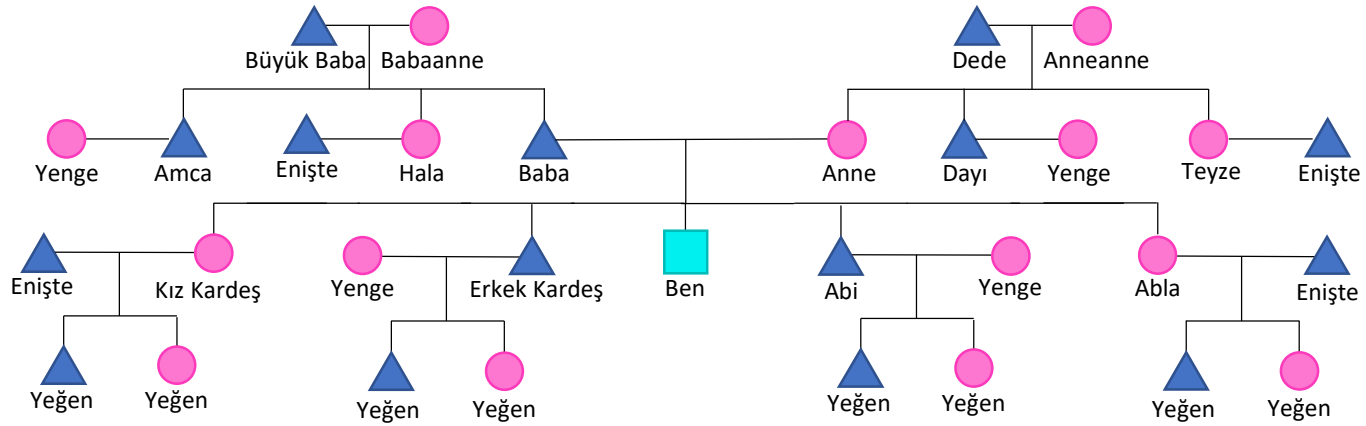 Büyük Baba Babaanne Dede Anneanne
Yenge Amca Enişte Hala Baba Anne Dayı Yenge Teyze Enişte
Enişte Kız Kardeş Yenge Erkek Kardeş Ben Abi Yenge Abla Enişte
Yeğen Yeğen Yeğen Yeğen Yeğen Yeğen Yeğen Yeğen